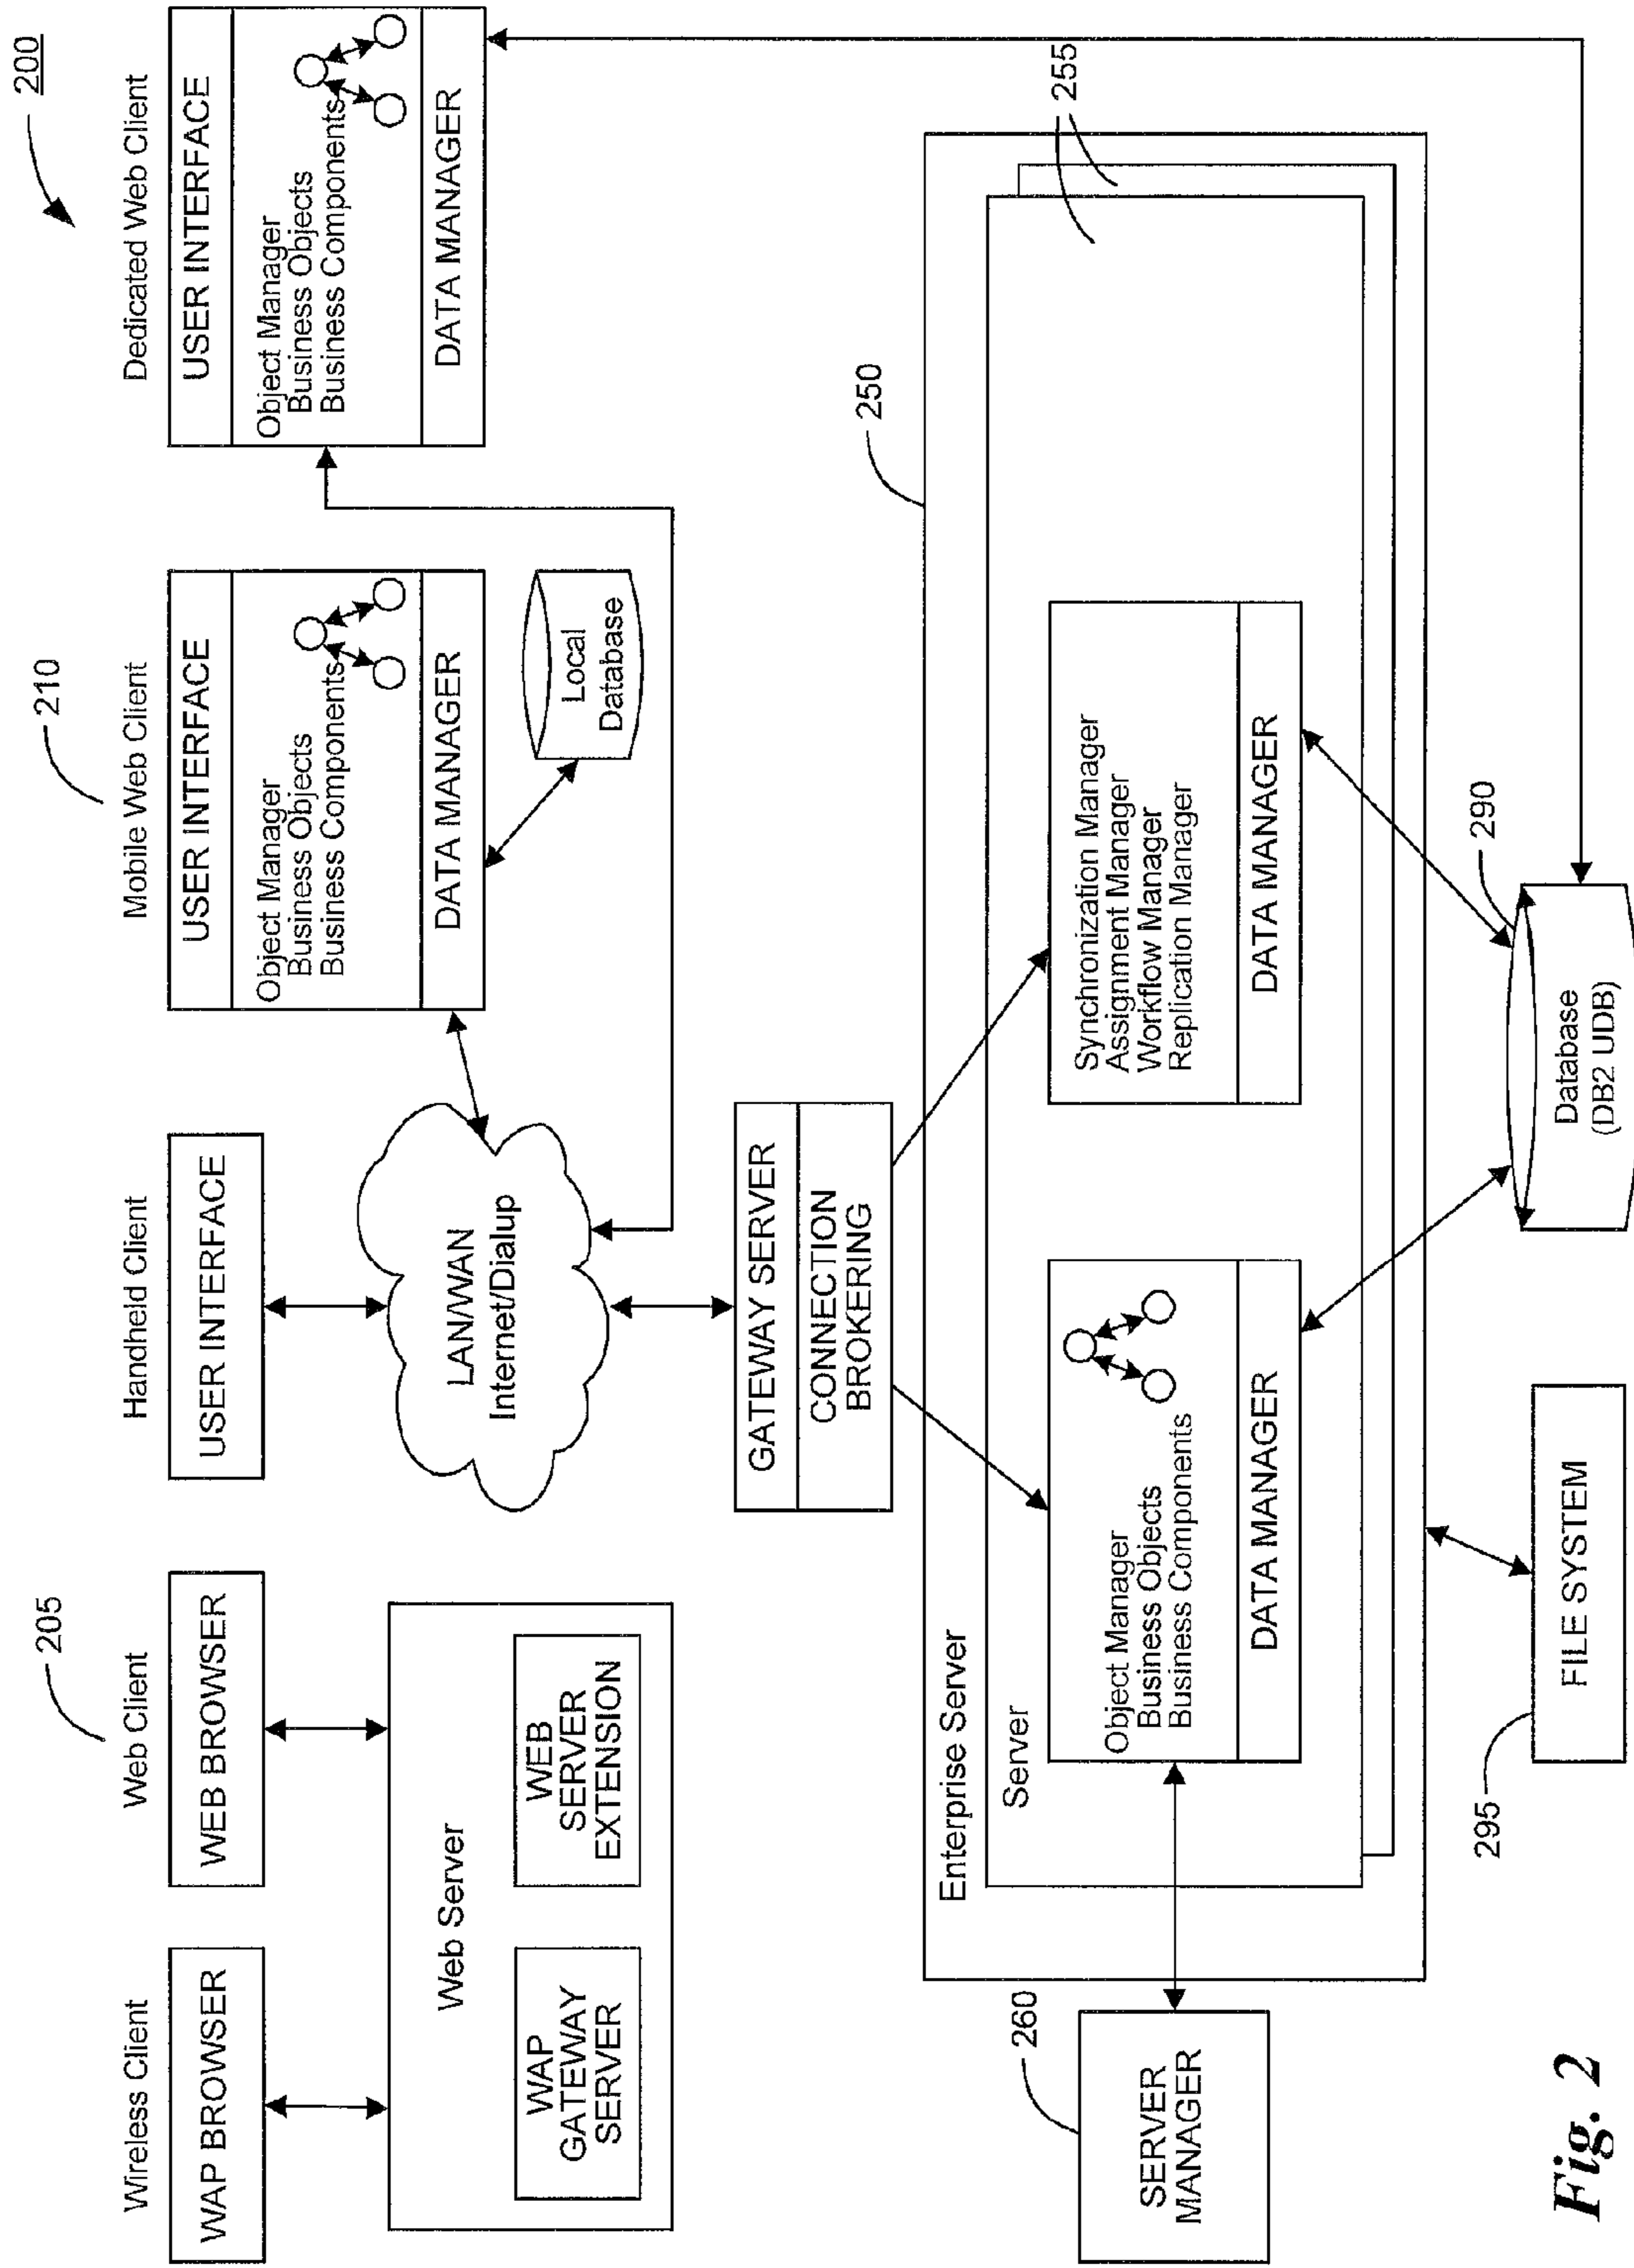 200
205
210
Wireless Client
Web Client
Handheld Client
Mobile Web Client
Dedicated Web Client
WAP BROWSER
WEB BROWSER
USER INTERFACE
USER INTERFACE
Object Manager
Business Objects
Business Components
DATA MANAGER
USER INTERFACE
Object Manager
Business Objects
Business Components
DATA MANAGER
Web Server
WAP
GATEWAY
SERVER
WEB
SERVER
EXTENSION
LAN/WAN
Internet/Dialup
Local
Database
GATEWAY SERVER
CONNECTION
BROKERING
250
Enterprise Server
Server
255
260
SERVER
MANAGER
Object Manager
Business Objects
Business Components
DATA MANAGER
Synchronization Manager
Assignment Manager
Workflow Manager
Replication Manager
DATA MANAGER
295
FILE SYSTEM
290
Database
(DB2 UDB)
Fig. 2